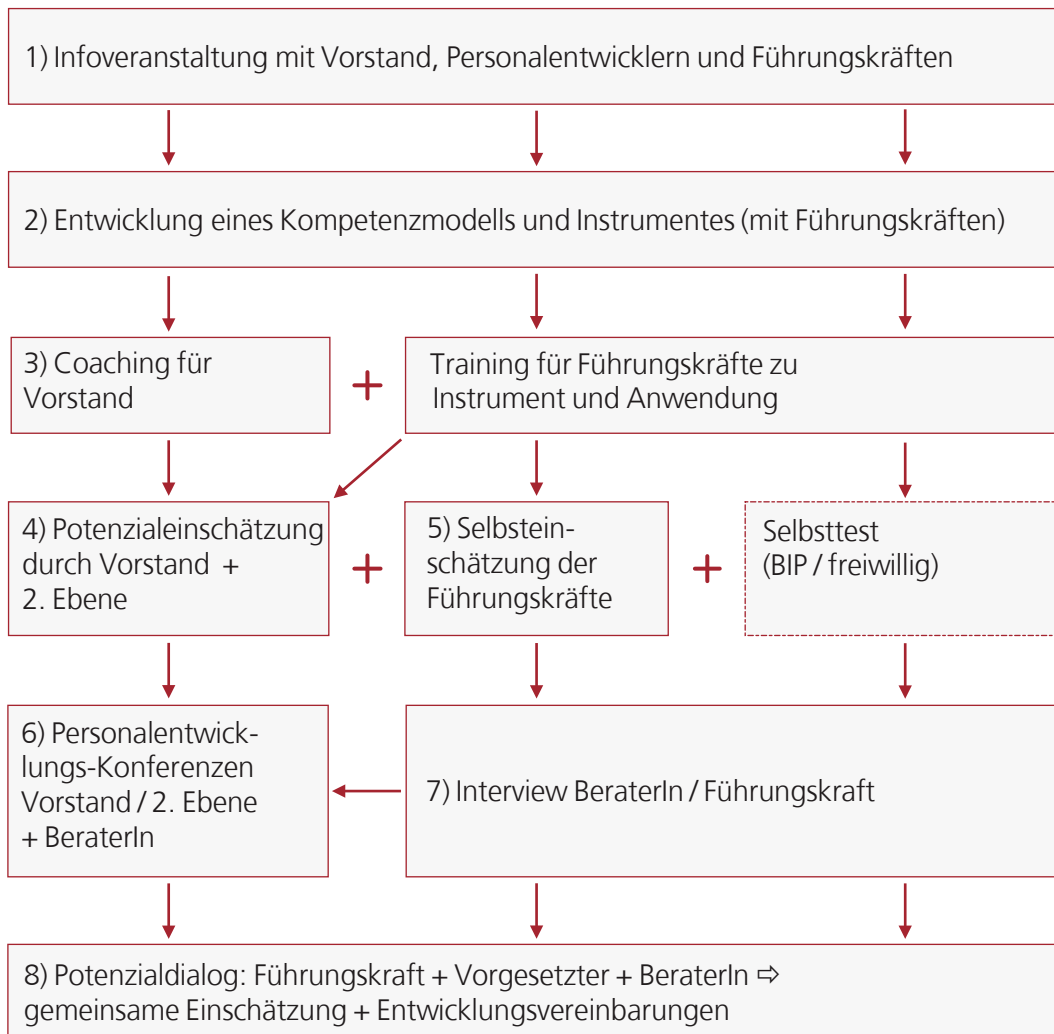 1) Infoveranstaltung mit Vorstand, Personalentwicklern und Führungskräften
2) Entwicklung eines Kompetenzmodells und Instrumentes (mit Führungskräften)
3) Coaching für
Vorstand
+
Training für Führungskräfte zu
Instrument und Anwendung
4) Potenzialeinschätzung
durch Vorstand +
2. Ebene
+
5) Selbstein-
schätzung der
Führungskräfte
+
Selbsttest
(BIP / freiwillig)
6) Personalentwick-
lungs-Konferenzen
Vorstand / 2. Ebene
+ BeraterIn
7) Interview BeraterIn / Führungskraft
8) Potenzialdialog: Führungskraft + Vorgesetzter + BeraterIn ⇨
gemeinsame Einschätzung + Entwicklungsvereinbarungen